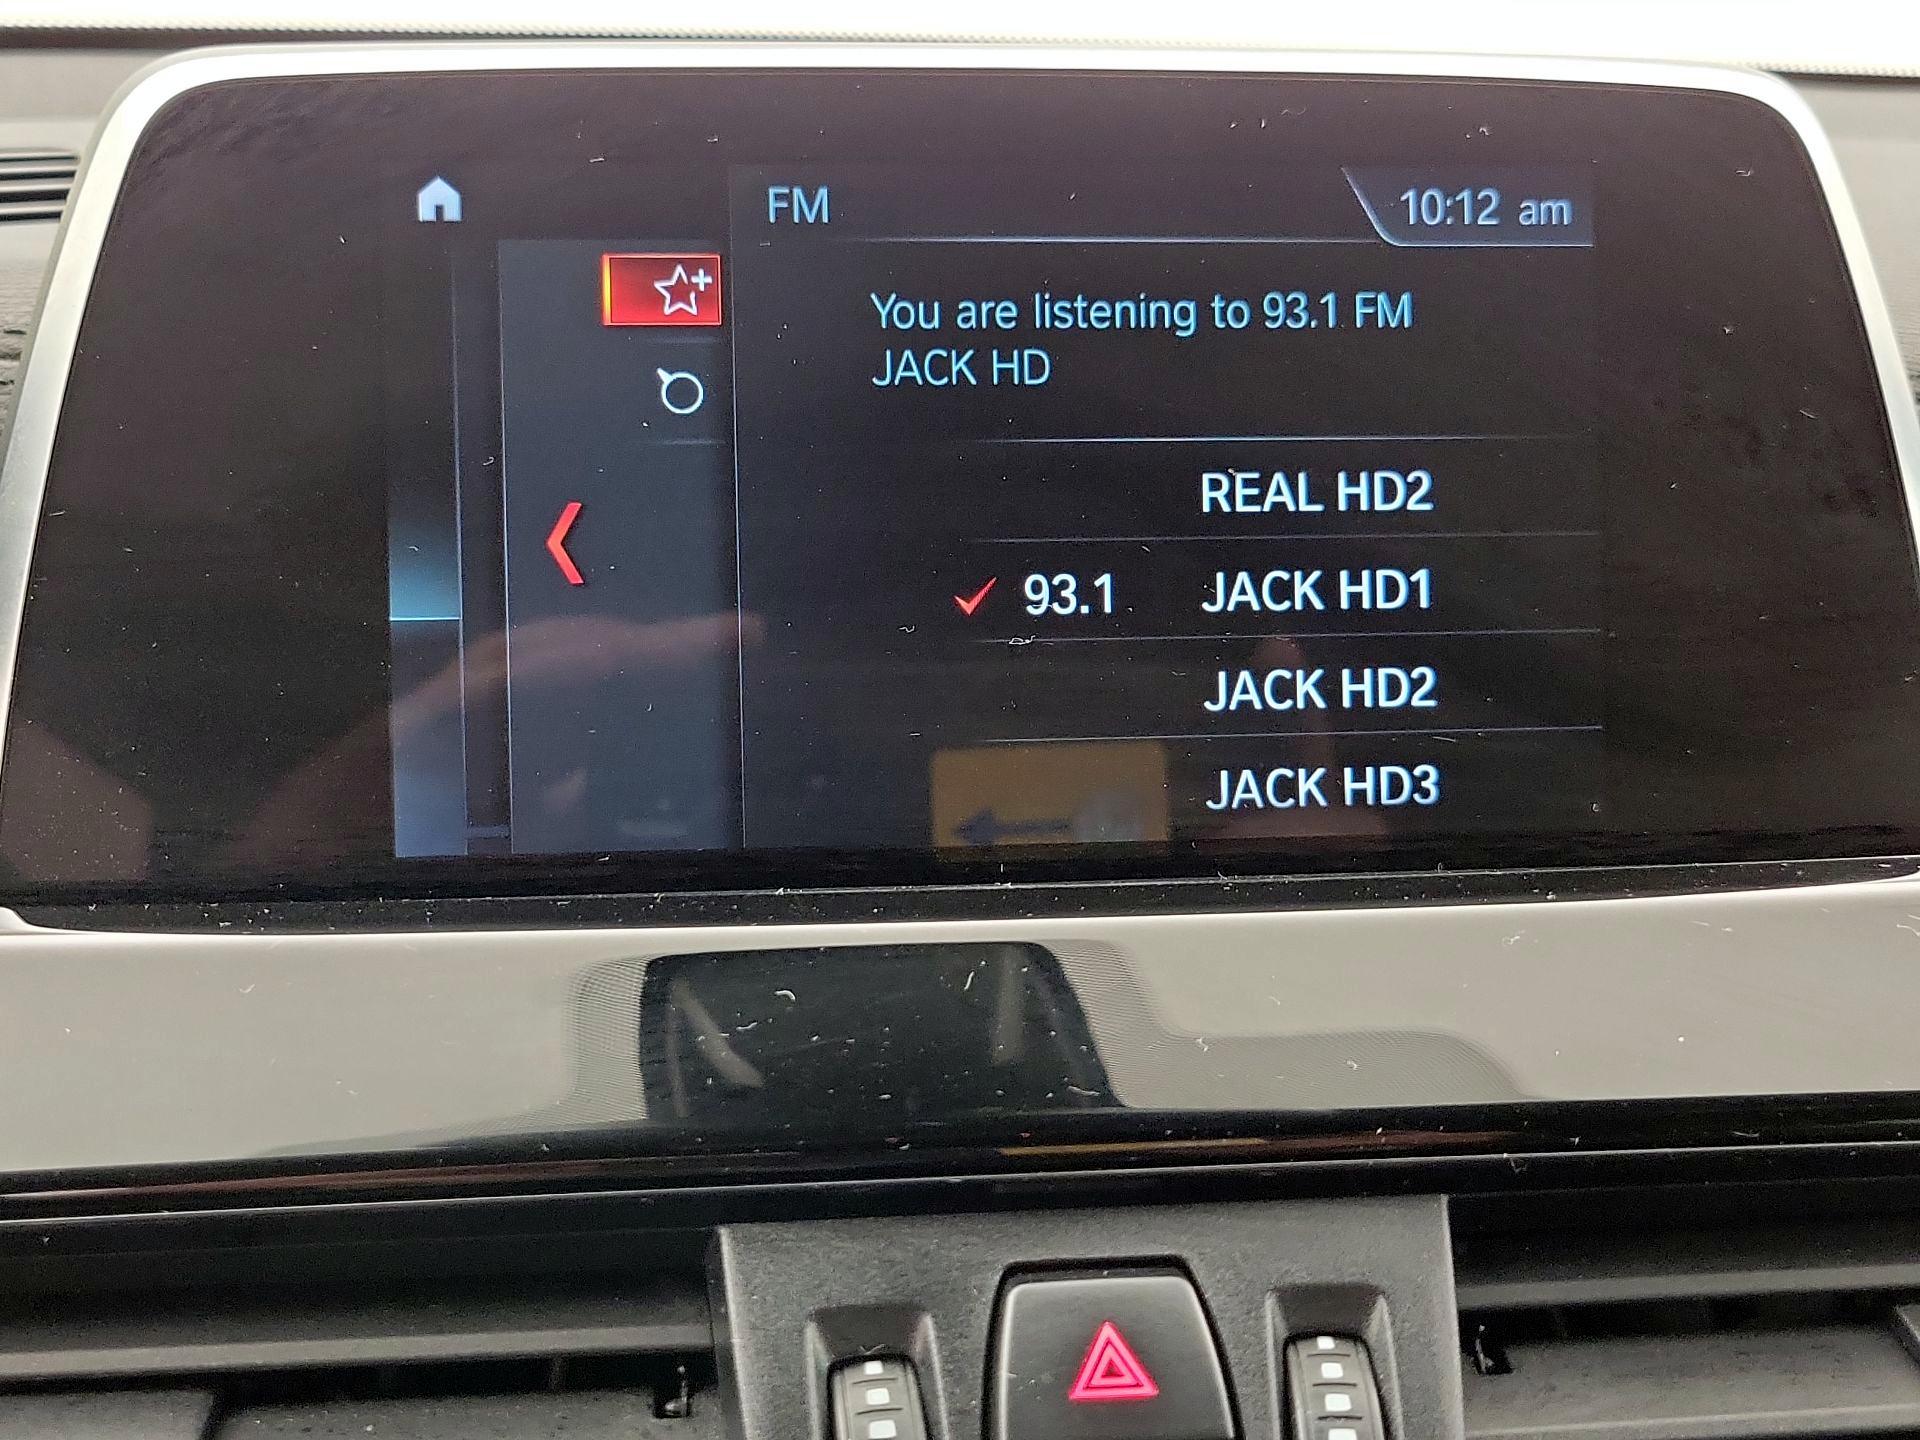 FM
10:12 am
You are listening to 93.1 FM
JACK HD
REAL HD2
93.1 JACK HD1
JACK HD2
JACK HD3